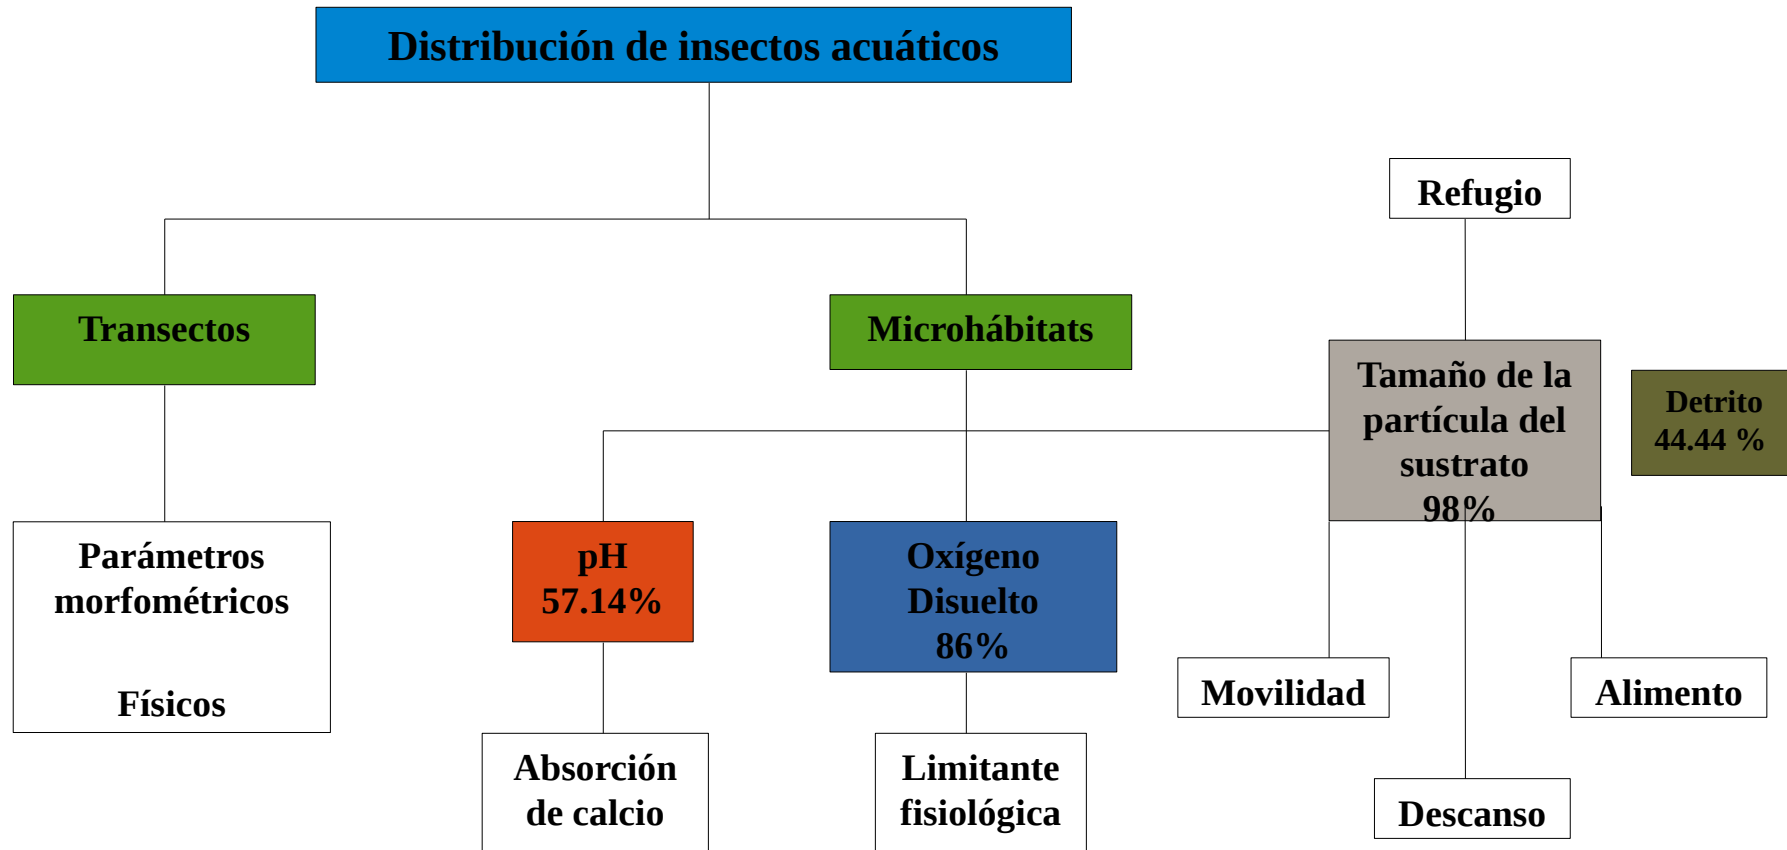 Distribución de insectos acuáticos
Refugio
Transectos
Microhábitats
Tamaño de la
partícula del
sustrato
98%
Detrito
44.44 %
Parámetros
morfométricos
Físicos
pH
57.14%
Oxígeno
Disuelto
86%
Movilidad
Alimento
Absorción
de calcio
Limitante
fisiológica
Descanso